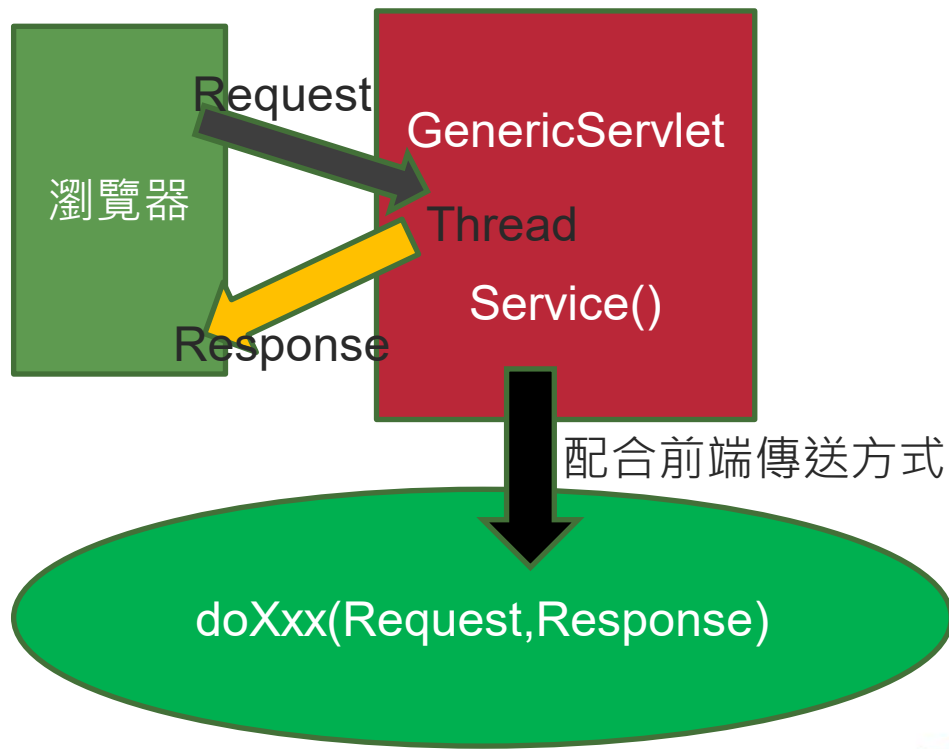 Request
GenericServlet
瀏覽器
Thread
Service()
Response
配合前端傳送方式
doXxx(Request,Response)